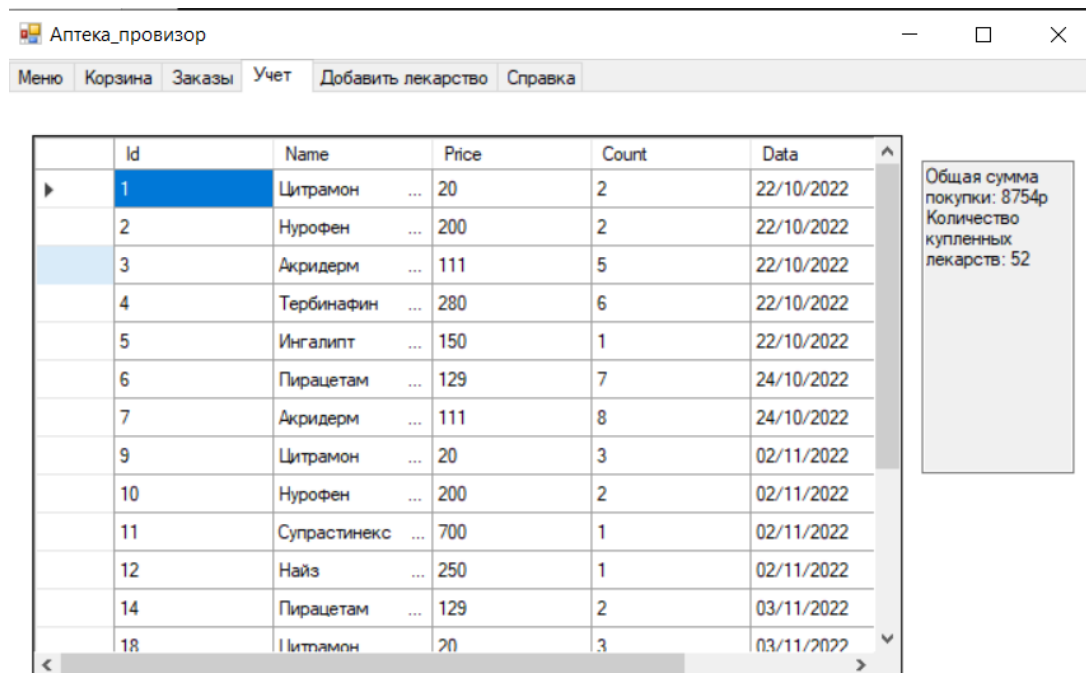 Аптека_провизор
Меню Корзина Заказы Учет Добавить лекарство Справка
Id Name Price Count Data
1 Цитрамон ... 20 2 22/10/2022
2 Нурофен ... 200 2 22/10/2022
3 Акридерм ... 111 5 22/10/2022
4 Тербинафин ... 280 6 22/10/2022
5 Ингалипт ... 150 1 22/10/2022
6 Пирацетам ... 129 7 24/10/2022
7 Акридерм ... 111 8 24/10/2022
9 Цитрамон ... 20 3 02/11/2022
10 Нурофен ... 200 2 02/11/2022
11 Супрастинекс ... 700 1 02/11/2022
12 Найз ... 250 1 02/11/2022
14 Пирацетам ... 129 2 03/11/2022
18 Цитрамон 20 3 03/11/2022
Общая сумма
покупки: 8754р
Количество
купленных
лекарств: 52